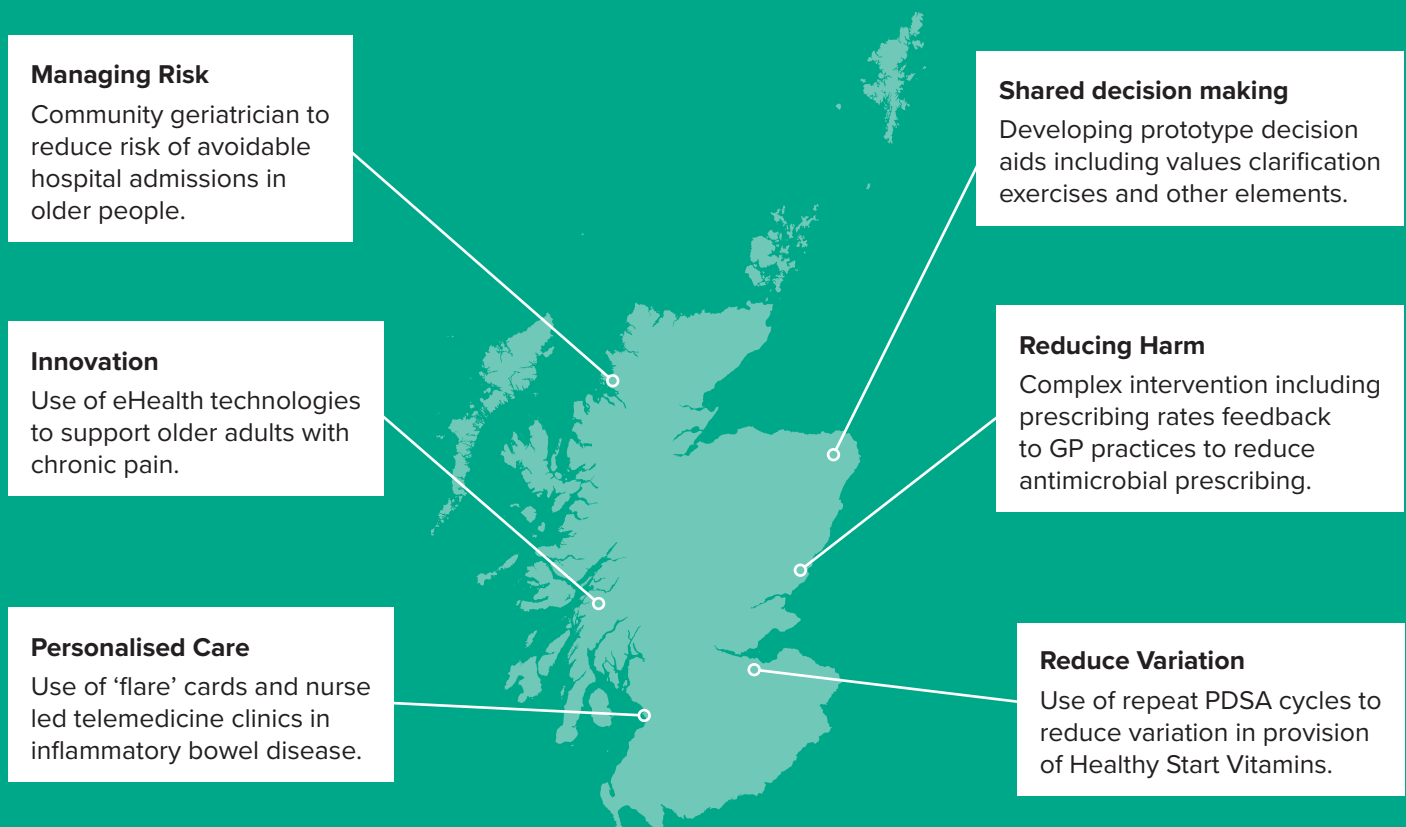 Managing Risk
Community geriatrician to
reduce risk of avoidable
hospital admissions in
older people.
Innovation
Use of eHealth technologies
to support older adults with
chronic pain.
Personalised Care
Use of ‘flare’ cards and nurse
led telemedicine clinics in
inflammatory bowel disease.
Shared decision making
Developing prototype decision
aids including values clarification
exercises and other elements.
Reducing Harm
Complex intervention including
prescribing rates feedback
to GP practices to reduce
antimicrobial prescribing.
Reduce Variation
Use of repeat PDSA cycles to
reduce variation in provision
of Healthy Start Vitamins.